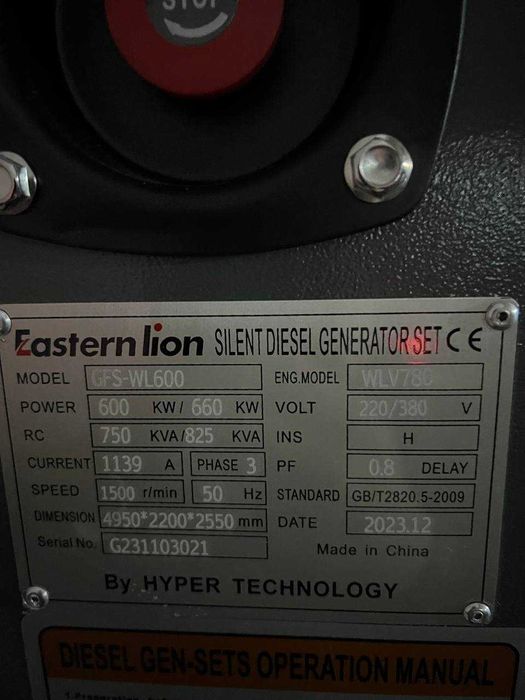 STOP
Eastern lion SILENT DIESEL GENERATOR SET CE
MODEL GFS-WL600 ENG.MODEL WLV780
POWER 600 KW/ 660 KW VOLT 220/380 V
RC 750 KVA/825 KVA INS H
CURRENT 1139 A PHASE 3 PF 0.8 DELAY
SPEED 1500 r/min 50 Hz STANDARD GB/T2820.5-2009
DIMENSION 4950*2200*2550 mm DATE 2023.12
Serial No. G231103021 Made in China
By HYPER TECHNOLOGY
DIESEL GEN-SETS OPERATION MANUAL